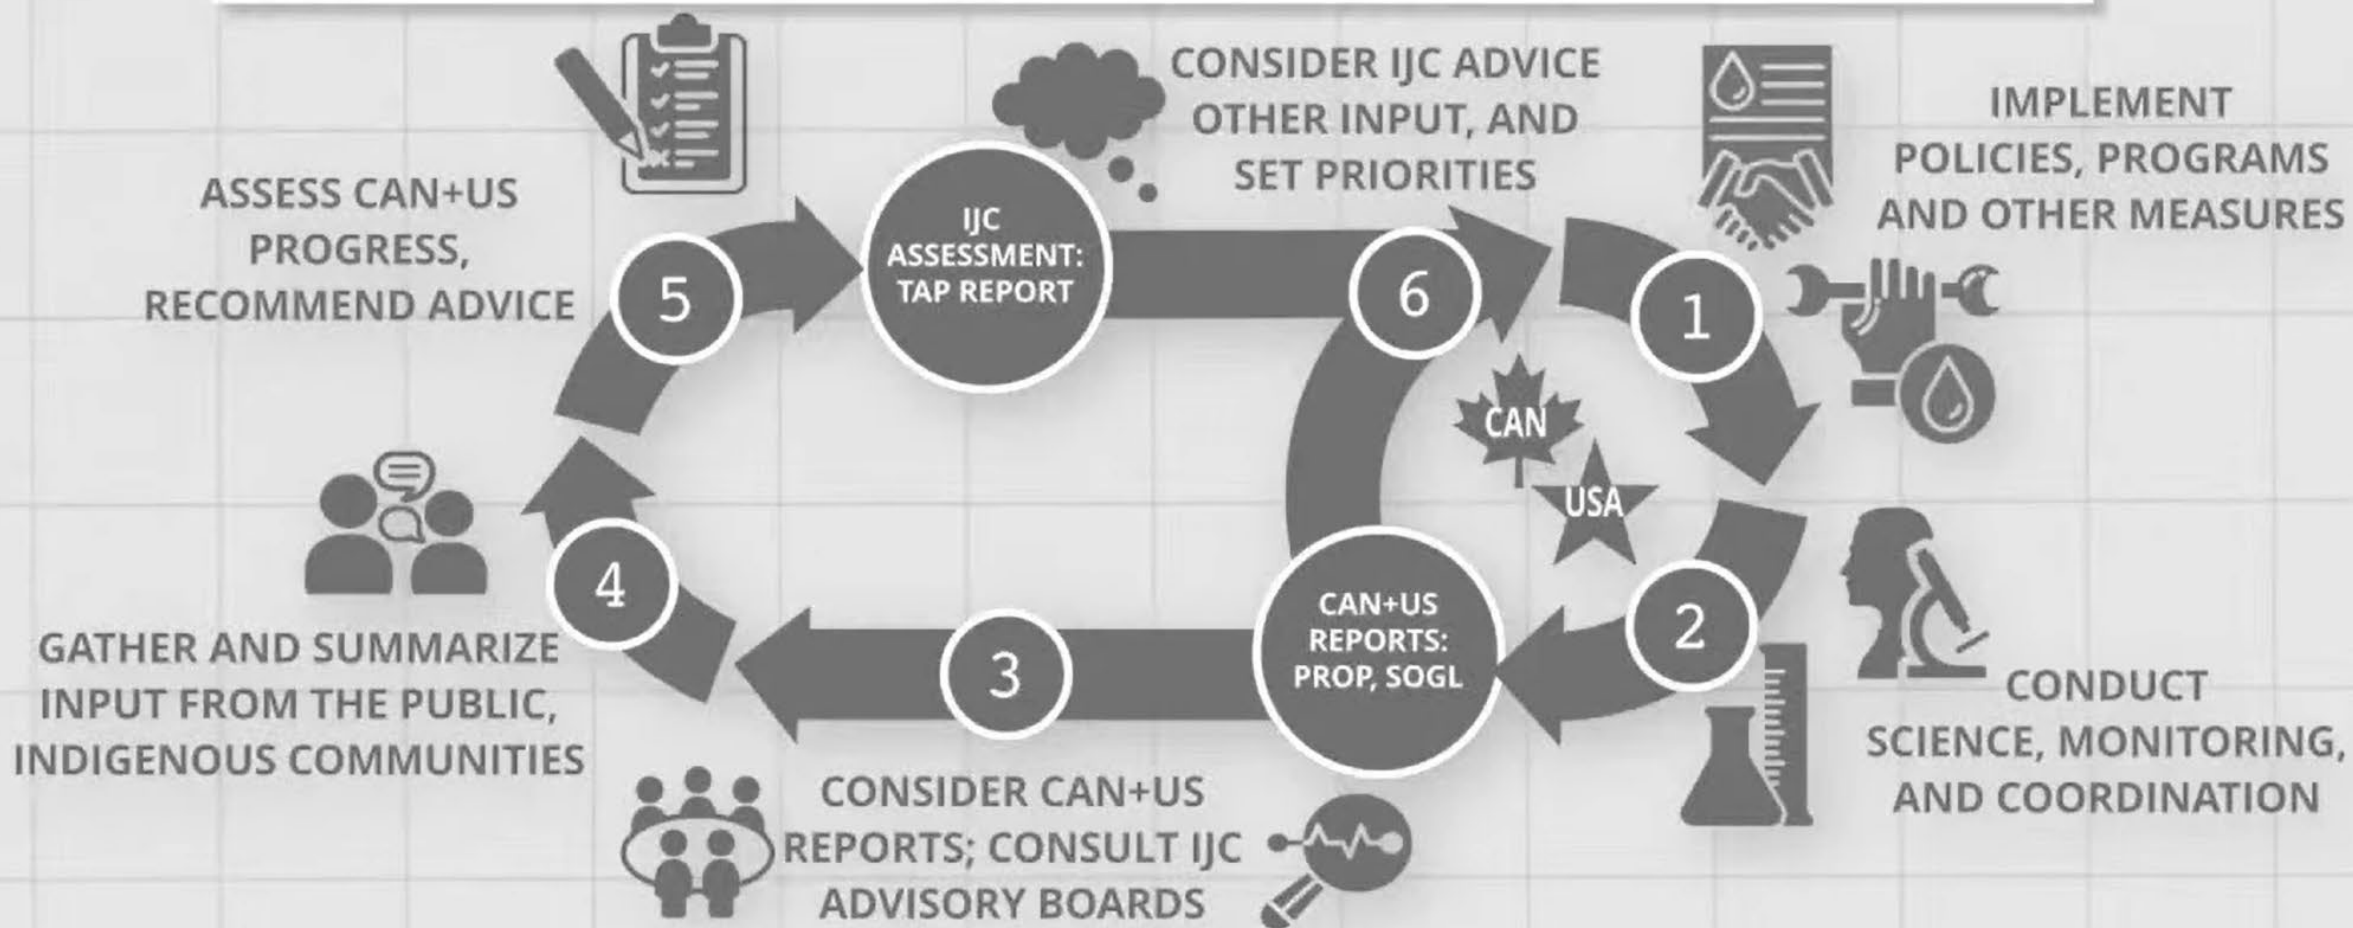 CONSIDER IJC ADVICE
OTHER INPUT, AND
SET PRIORITIES
IMPLEMENT
POLICIES, PROGRAMS
AND OTHER MEASURES
ASSESS CAN+US
PROGRESS,
RECOMMEND ADVICE
IJC
ASSESSMENT:
TAP REPORT
5
6
1
CAN
USA
4
3
2
CAN+US
REPORTS:
PROP, SOGL
GATHER AND SUMMARIZE
INPUT FROM THE PUBLIC,
INDIGENOUS COMMUNITIES
CONDUCT
SCIENCE, MONITORING,
AND COORDINATION
CONSIDER CAN+US
REPORTS; CONSULT IJC
ADVISORY BOARDS